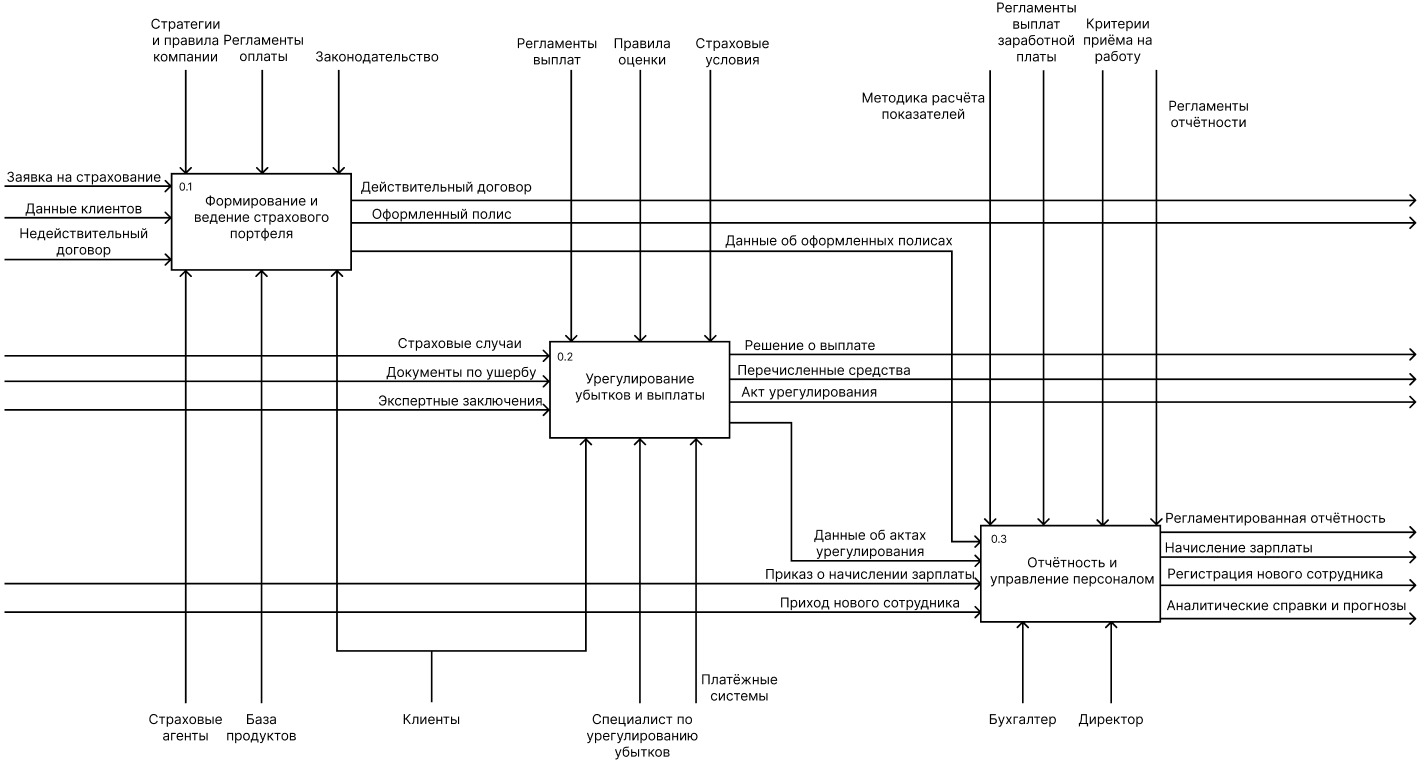 Стратегии
и правила
компании
Регламенты
оплаты
Законодательство
Регламенты
выплат
Правила
оценки
Страховые
условия
Регламенты
выплат
заработной
платы
Критерии
приёма на
работу
Методика расчёта
показателей
Регламенты
отчётности
Заявка на страхование
Данные клиентов
Недействительный
договор
0.1
Формирование и
ведение страхового
портфеля
Действительный договор
Оформленный полис
Данные об оформленных полисах
Страховые случаи
Документы по ушербу
Экспертные заключения
0.2
Урегулирование
убытков и выплаты
Решение о выплате
Перечисленные средства
Акт урегулирования
Данные об актах
урегулирования
Приказ о начислении зарплаты
Приход нового сотрудника
0.3
Отчётность и
управление персоналом
Регламентированная отчётность
Начисление зарплаты
Регистрация нового сотрудника
Аналитические справки и прогнозы
Страховые
агенты
База
продуктов
Клиенты
Специалист по
урегулированию
убытков
Платёжные
системы
Бухгалтер
Директор